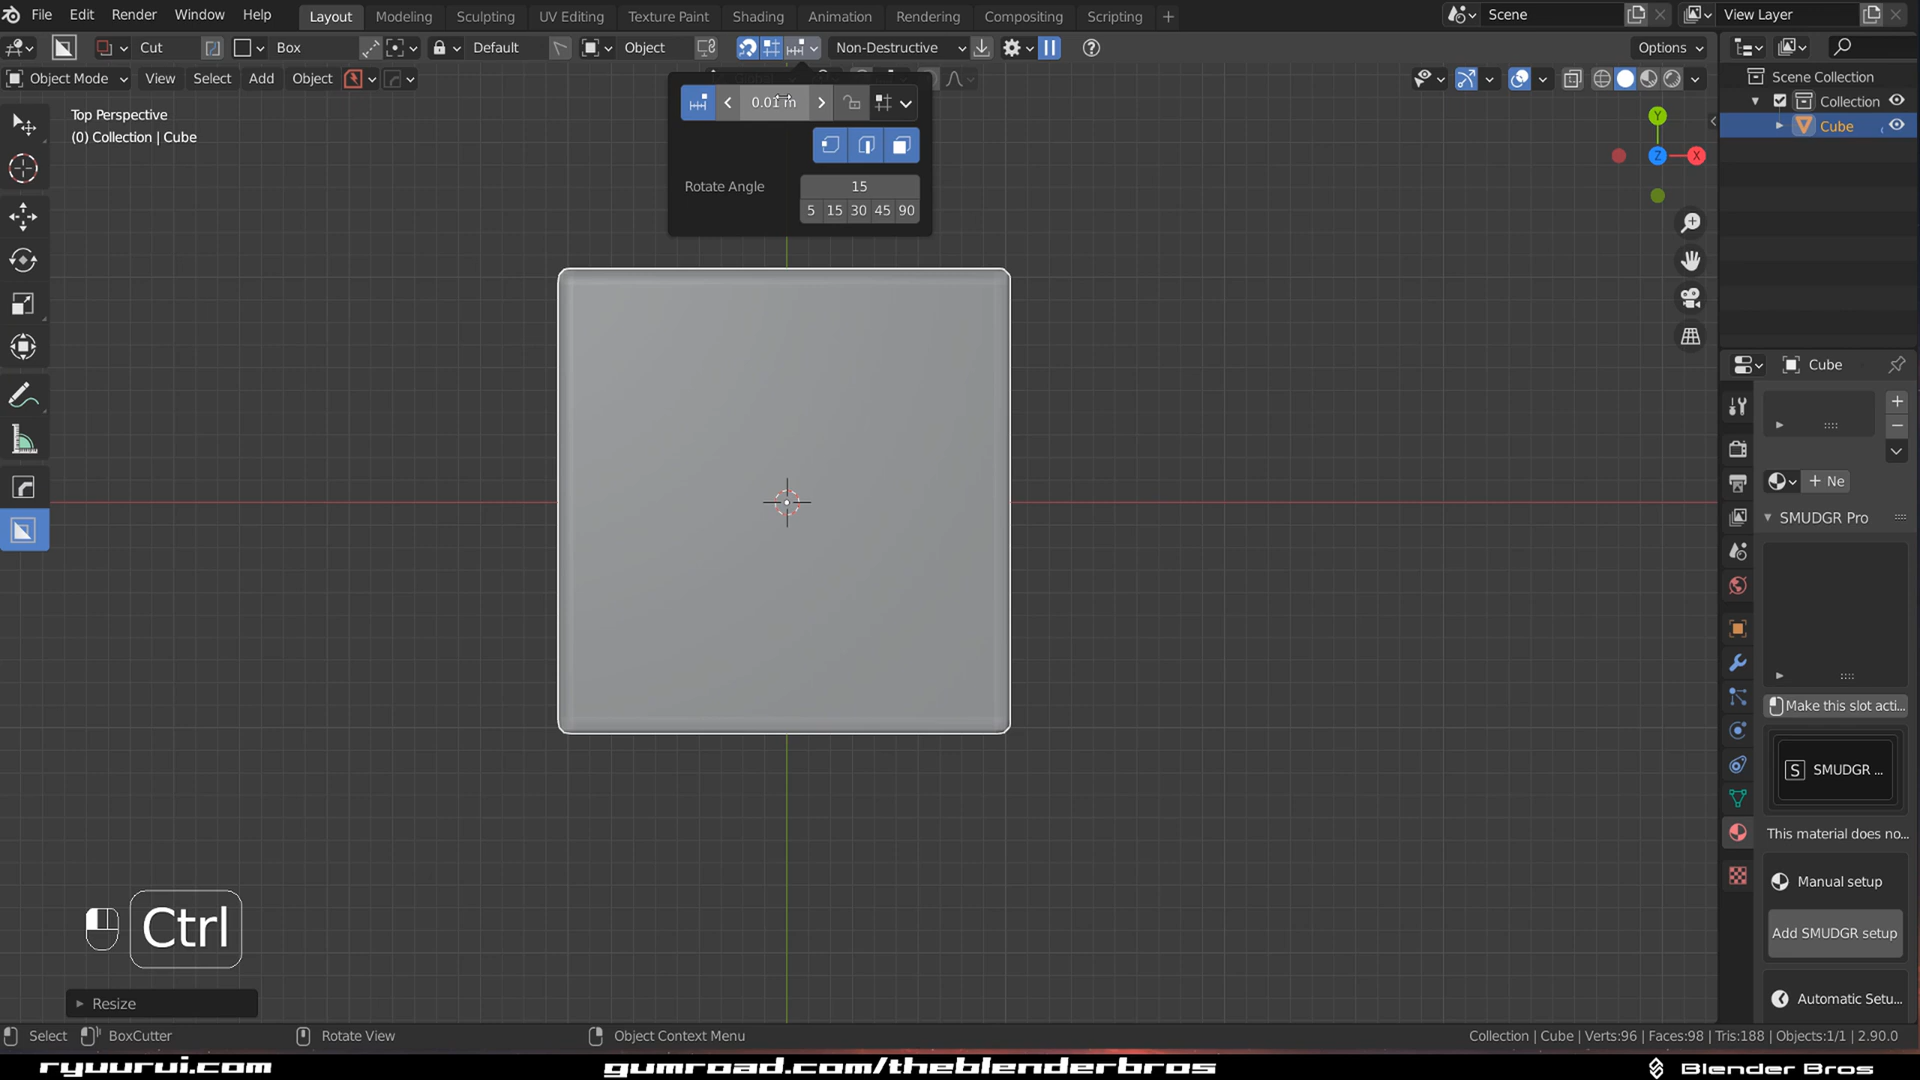 File Edit Render Window Help Layout Modeling Sculpting UV Editing Texture Paint Shading Animation Rendering Compositing Scripting + Scene View Layer
Cut Box Default Object Non-Destructive Options
Object Mode View Select Add Object
Top Perspective
(0) Collection | Cube
0.01 m
Rotate Angle 15
5 15 30 45 90
Y
Z X
Scene Collection
Collection
Cube
Cube
+ Ne
SMUDGR Pro
Make this slot acti...
S SMUDGR ...
This material does no...
Manual setup
Add SMUDGR setup
Automatic Setu...
Ctrl
Resize
Select BoxCutter Rotate View Object Context Menu Collection | Cube | Verts:96 | Faces:98 | Tris:188 | Objects:1/1 | 2.90.0
ryuurui.com gumroad.com/theblenderbros Blender Bros